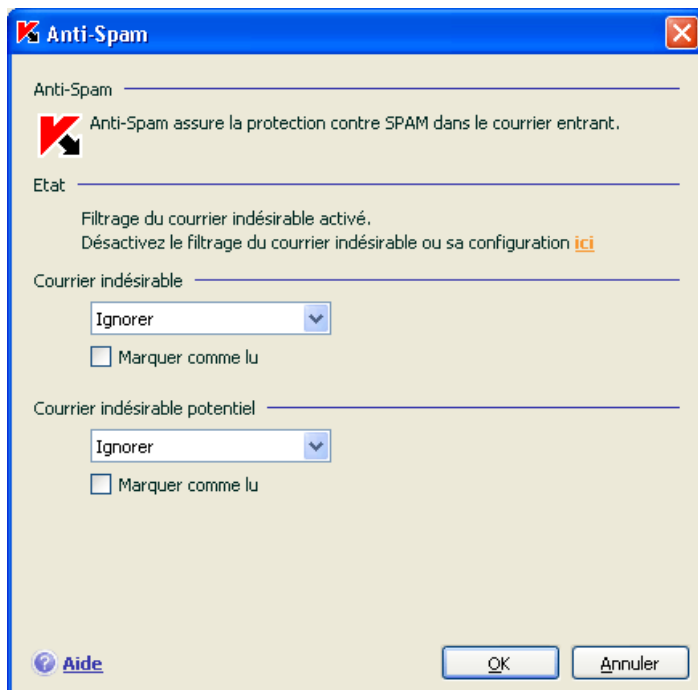 Anti-Spam
Anti-Spam
Anti-Spam assure la protection contre SPAM dans le courrier entrant.
Etat
Filtrage du courrier indésirable activé.
Désactivez le filtrage du courrier indésirable ou sa configuration ici
Courrier indésirable
Ignorer
Marquer comme lu
Courrier indésirable potentiel
Ignorer
Marquer comme lu
Aide
OK
Annuler